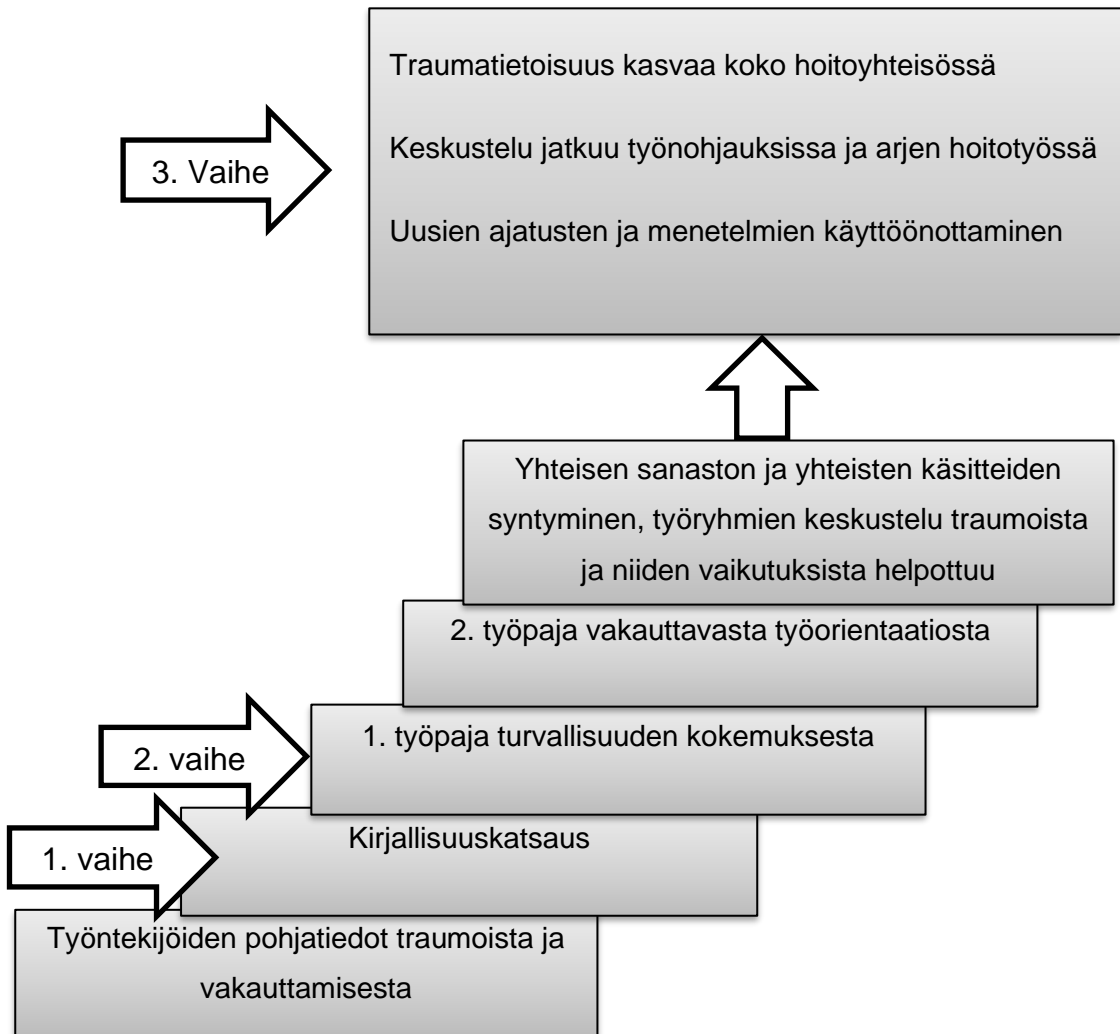 Traumatietoisuus kasvaa koko hoitoyhteisössä
Keskustelu jatkuu työnohjauksissa ja arjen hoitotyössä
Uusien ajatusten ja menetelmien käyttöönottaminen
3. Vaihe
Yhteisen sanaston ja yhteisten käsitteiden
syntyminen, työryhmien keskustelu traumoista
ja niiden vaikutuksista helpottuu
2. työpaja vakauttavasta työorientaatiosta
1. työpaja turvallisuuden kokemuksesta
2. vaihe
Kirjallisuuskatsaus
1. vaihe
Työntekijöiden pohjatiedot traumoista ja
vakauttamisesta